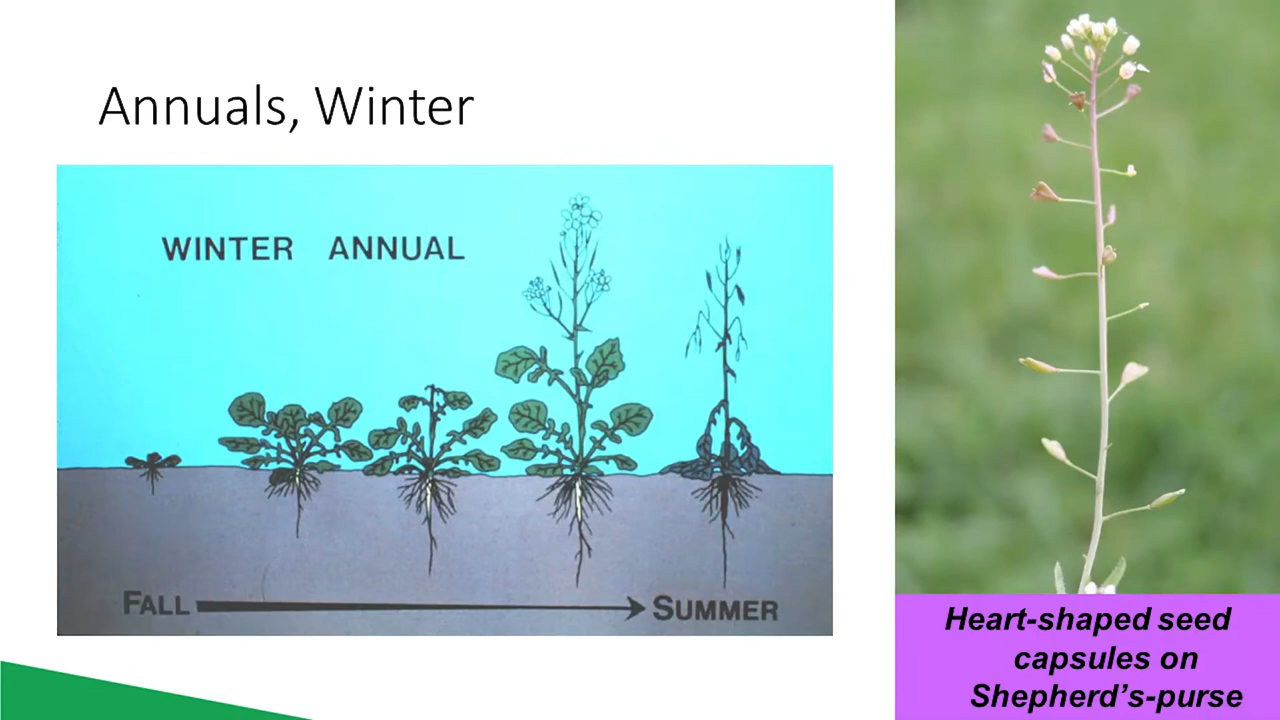 Annuals, Winter
WINTER ANNUAL
FALL
SUMMER
Heart-shaped seed
capsules on
Shepherd’s-purse